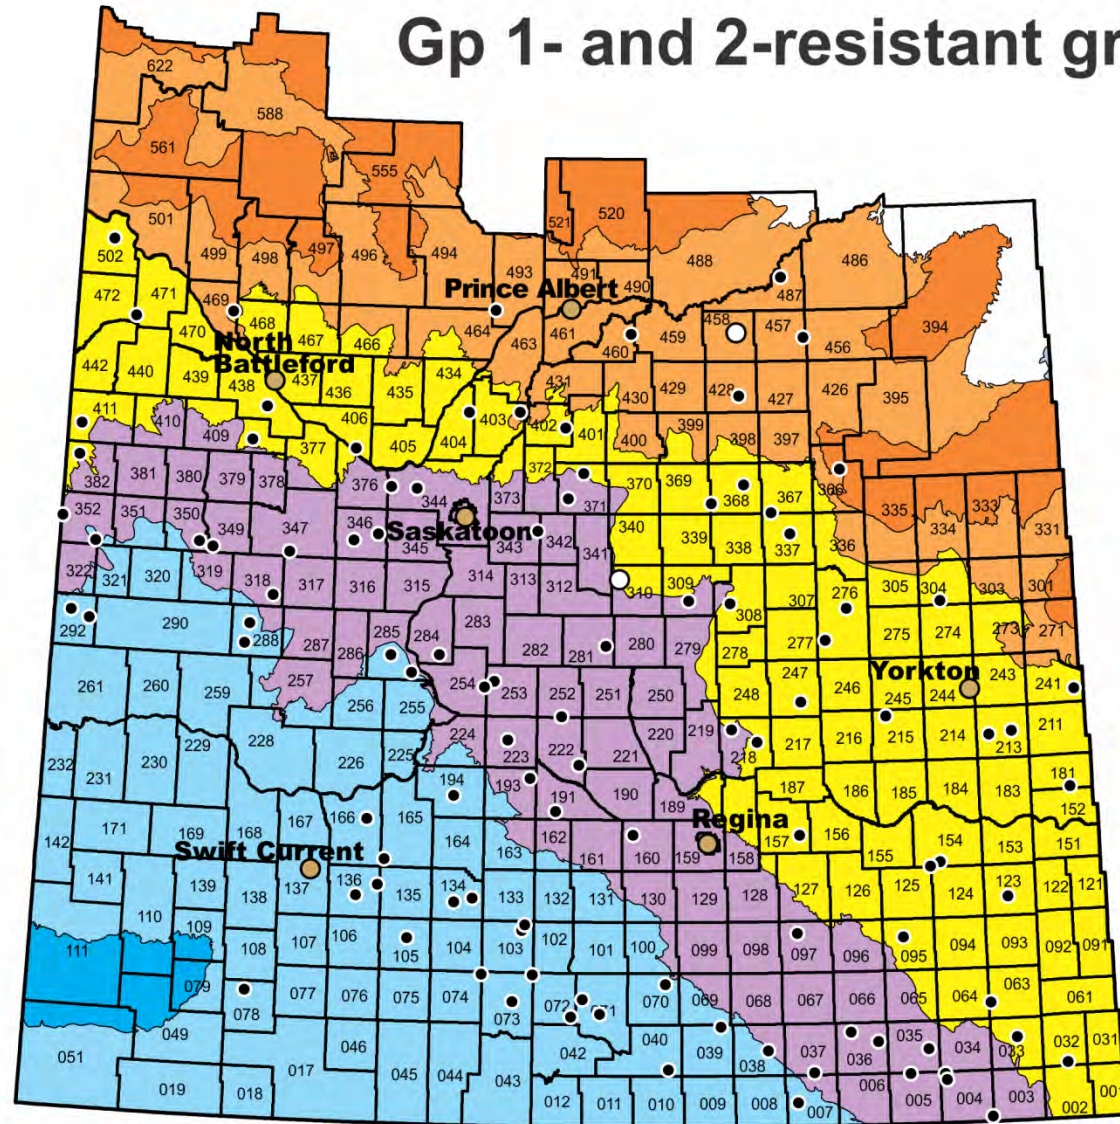 Gp 1- and 2-resistant gr
622
588
561
555
521 520
501
499 498 497 496 494
493 491 490 488 487 486
502
472 471
469
Prince Albert
394
470 468 467 466 464 463 461 460 459 458 457 456
North
Battleford
442 440 439 438 437 436 435 434 431 430 429 428 427 426 395
411 410 409 406 405 404 403 402 401 400 399 398 397
377 372
382 381 380 379 378 376 344 373 371 370 369 368 367 366
335 334 333 331
352 351 350 349 347 346 345
Saskatoon
343 342 341 340 339 338 337 336
322 321 320 319 318 317 316 315 314 313 312 310 309 308 307 305 304 303 301
292 290 288 287 286 285 284 283 282 281 280 279 278 277 276 275 274 273 271
261 260 259 257 256 255 254 253 252 251 250 248 247 246 245 244 243 241
Yorkton
232 231 230 229 228 226 225 224 223 222 221 220 219 218 217 216 215 214 213 211
194 193 191 190 189 187 186 185 184 183 181
142 171 169 168 167 166 165 164 163 162 161 160 159 158 157 156 155 154 153 152 151
Regina
Swift Current
141 139 138 137 136 135 134 133 132 131 130 129 128 127 126 125 124 123 122 121
111 110 109 108 107 106 105 104 103 102 101 100 099 098 097 096 095 094 093 092 091
079 078 077 076 075 074 073 072 071 070 069 068 067 066 065 064 063 061
051 049 046 042 040 039 038 037 036 035 034 033 032 031
019 018 017 045 044 043 012 011 010 009 008 007 006 005 004 003 002